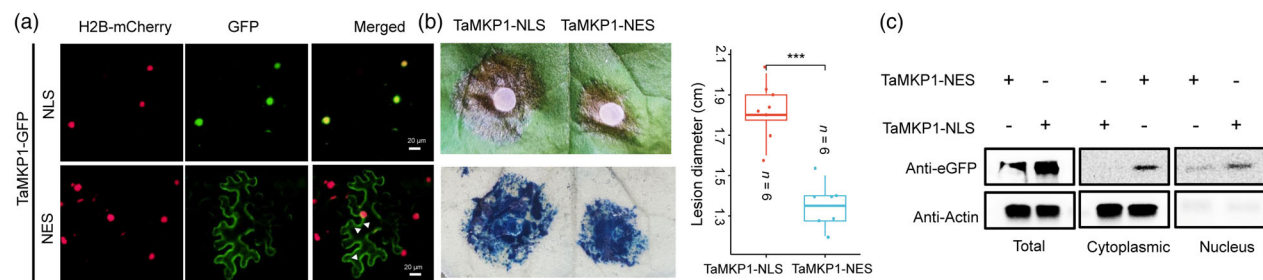 (a)
H2B-mCherry GFP Merged
TaMKP1-GFP
NLS
20 μm
NES
20 μm
(b)
TaMKP1-NLS TaMKP1-NES
Lesion diameter (cm)
2.1
1.9
1.7
1.5
1.3
***
n = 6
n = 6
TaMKP1-NLS TaMKP1-NES
(c)
TaMKP1-NES + - - + + -
TaMKP1-NLS - + + - - +
Anti-eGFP
Anti-Actin
Total Cytoplasmic Nucleus